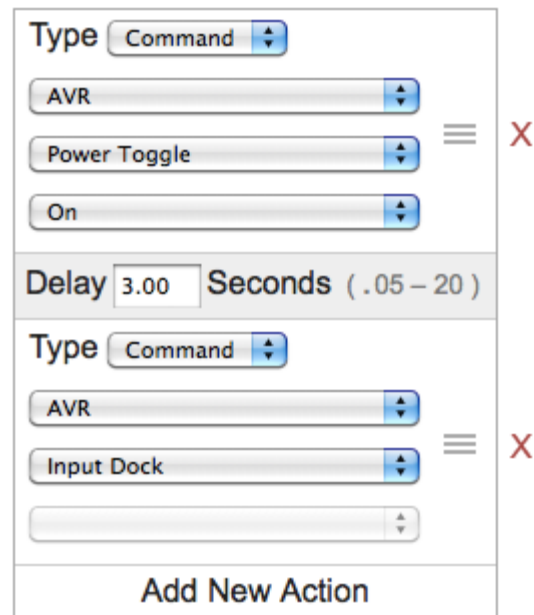 Type Command
AVR
Power Toggle
On
X
Delay 3.00 Seconds ( .05 – 20 )
Type Command
AVR
Input Dock
X
Add New Action